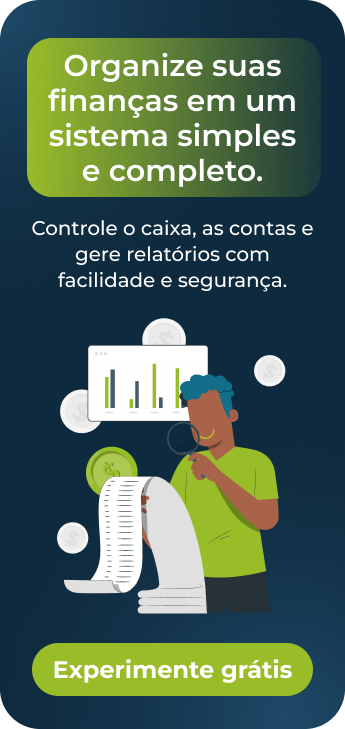 Organize suas
finanças em um
sistema simples
e completo.
Controle o caixa, as contas e
gere relatórios com
facilidade e segurança.
Experimente grátis